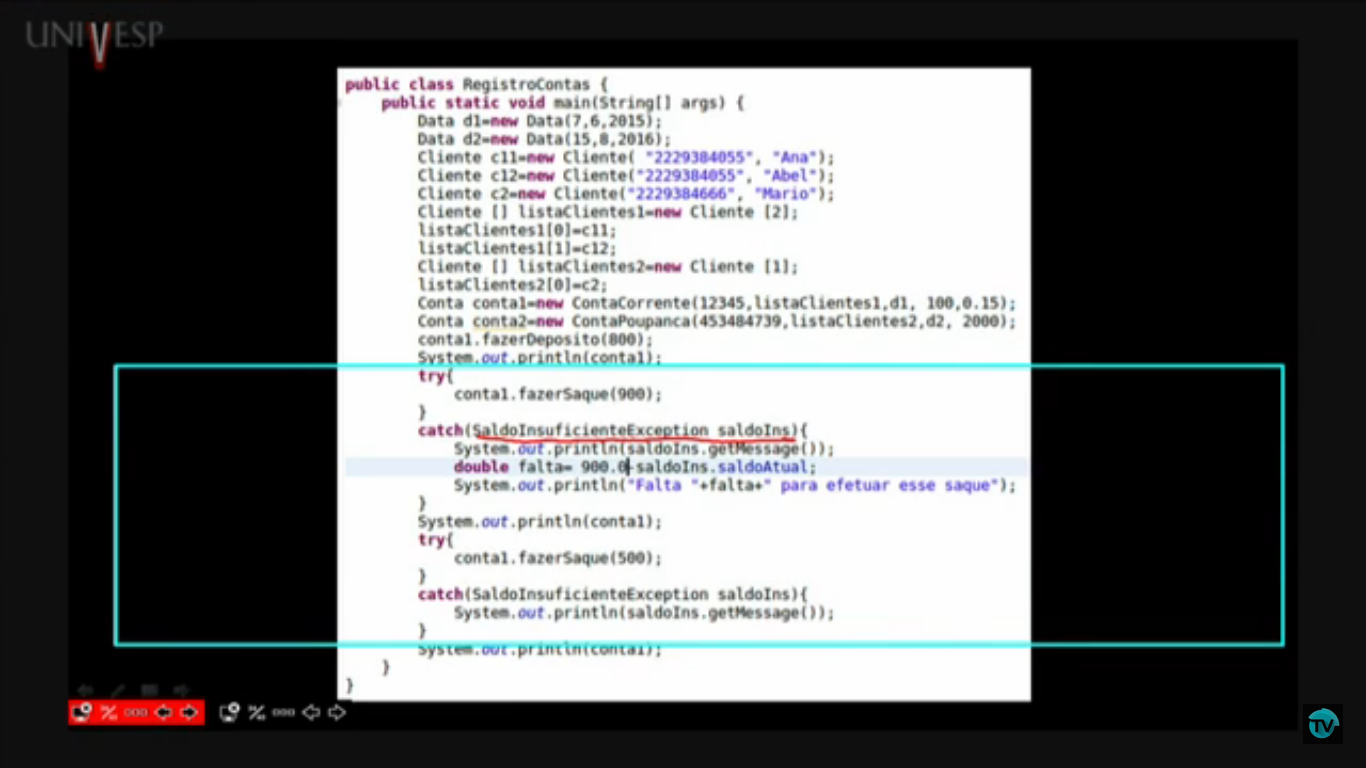 UNIVESP
public class RegistroContas {
public static void main(String[] args) {
Data d1=new Data(7,6,2015);
Data d2=new Data(15,8,2016);
Cliente c11=new Cliente( "2229384055", "Ana");
Cliente c12=new Cliente("2229384055", "Abel");
Cliente c2=new Cliente("2229384666", "Mario");
Cliente [] listaClientes1=new Cliente [2];
listaClientes1[0]=c11;
listaClientes1[1]=c12;
Cliente [] listaClientes2=new Cliente [1];
listaClientes2[0]=c2;
Conta conta1=new ContaCorrente(12345,listaClientes1,d1, 100,0.15);
Conta conta2=new ContaPoupanca(453484739,listaClientes2,d2, 2000);
conta1.fazerDeposito(800);
System.out.println(conta1);
try{
conta1.fazerSaque(900);
}
catch(SaldoInsuficienteException saldoIns){
System.out.println(saldoIns.getMessage());
double falta= 900.0-saldoIns.saldoAtual;
System.out.println("Falta "+falta+" para efetuar esse saque");
}
System.out.println(conta1);
try{
conta1.fazerSaque(500);
}
catch(SaldoInsuficienteException saldoIns){
System.out.println(saldoIns.getMessage());
}
System.out.println(conta1);
}
}
TV